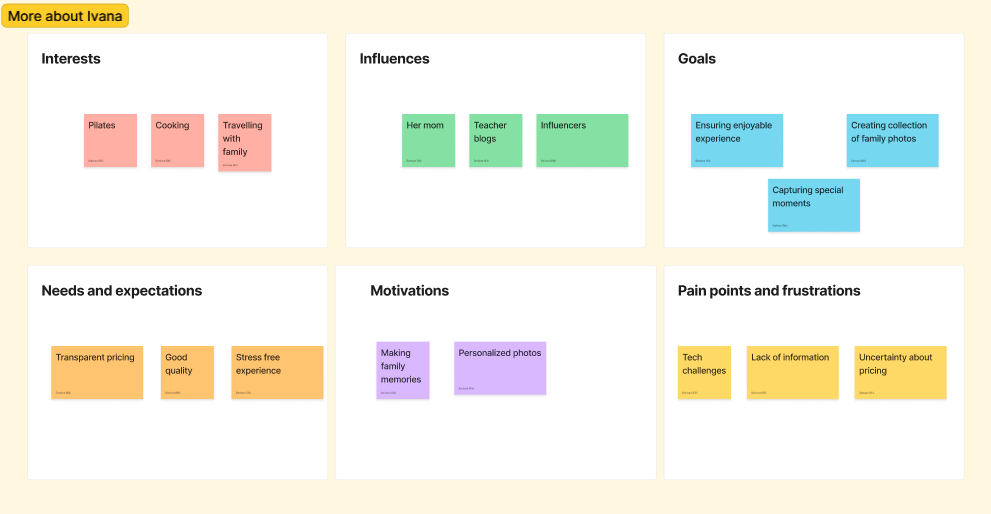 More about Ivana
Interests
Pilates
Cooking
Travelling
with
family
Influences
Her mom
Teacher
blogs
Influencers
Goals
Ensuring enjoyable
experience
Creating collection
of family photos
Capturing special
moments
Needs and expectations
Transparent pricing
Good
quality
Stress free
experience
Motivations
Making
family
memories
Personalized photos
Pain points and frustrations
Tech
challenges
Lack of information
Uncertainty about
pricing